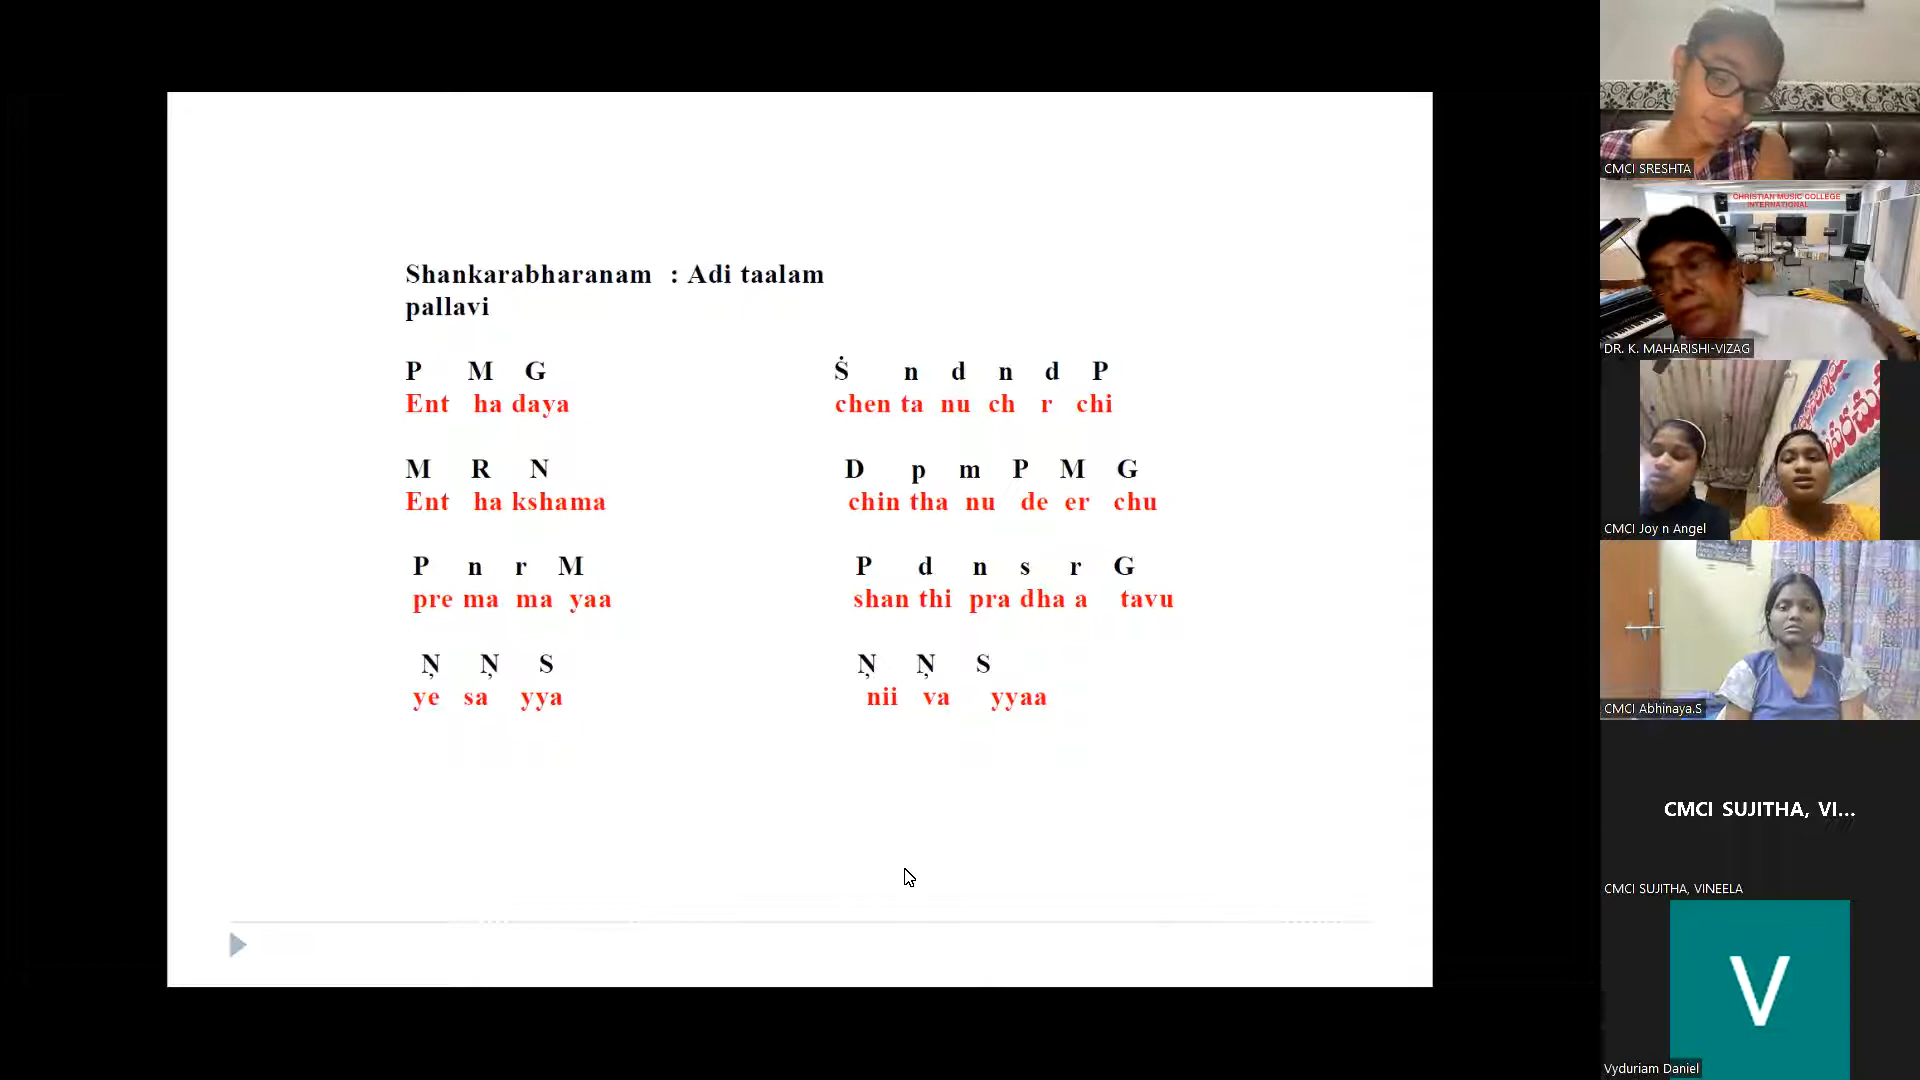 Shankarabharanam : Adi taalam
pallavi
P M G Ṡ n d n d P
Ent ha daya chen ta nu ch r chi
M R N D p m P M G
Ent ha kshama chin tha nu de er chu
P n r M P d n s r G
pre ma ma yaa shan thi pra dha a tavu
Ṇ Ṇ S Ṇ Ṇ S
ye sa yya nii va yyaa
CMCI SRESHTA
CHRISTIAN MUSIC COLLEGE
INTERNATIONAL
DR. K. MAHARISHI-VIZAG
CMCI Joy n Angel
CMCI Abhinaya.S
CMCI SUJITHA, VI...
CMCI SUJITHA, VINEELA
V
Vyduriam Daniel